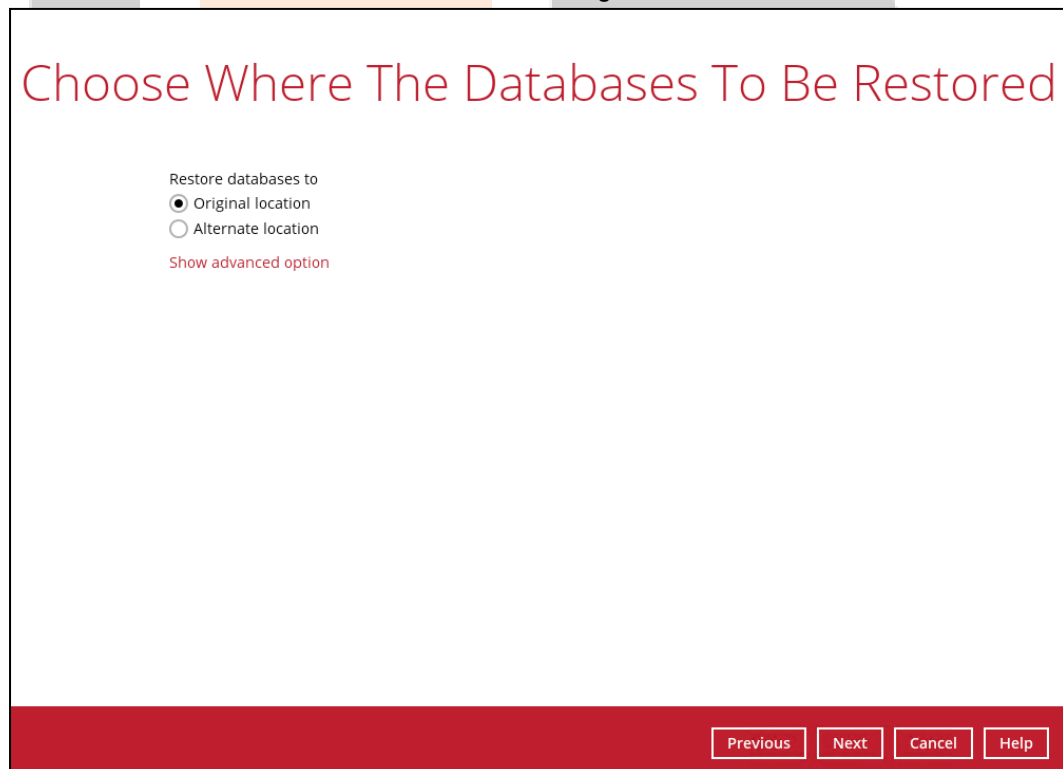 Choose Where The Databases To Be Restored
Restore databases to
Original location
Alternate location
Show advanced option
Previous Next Cancel Help